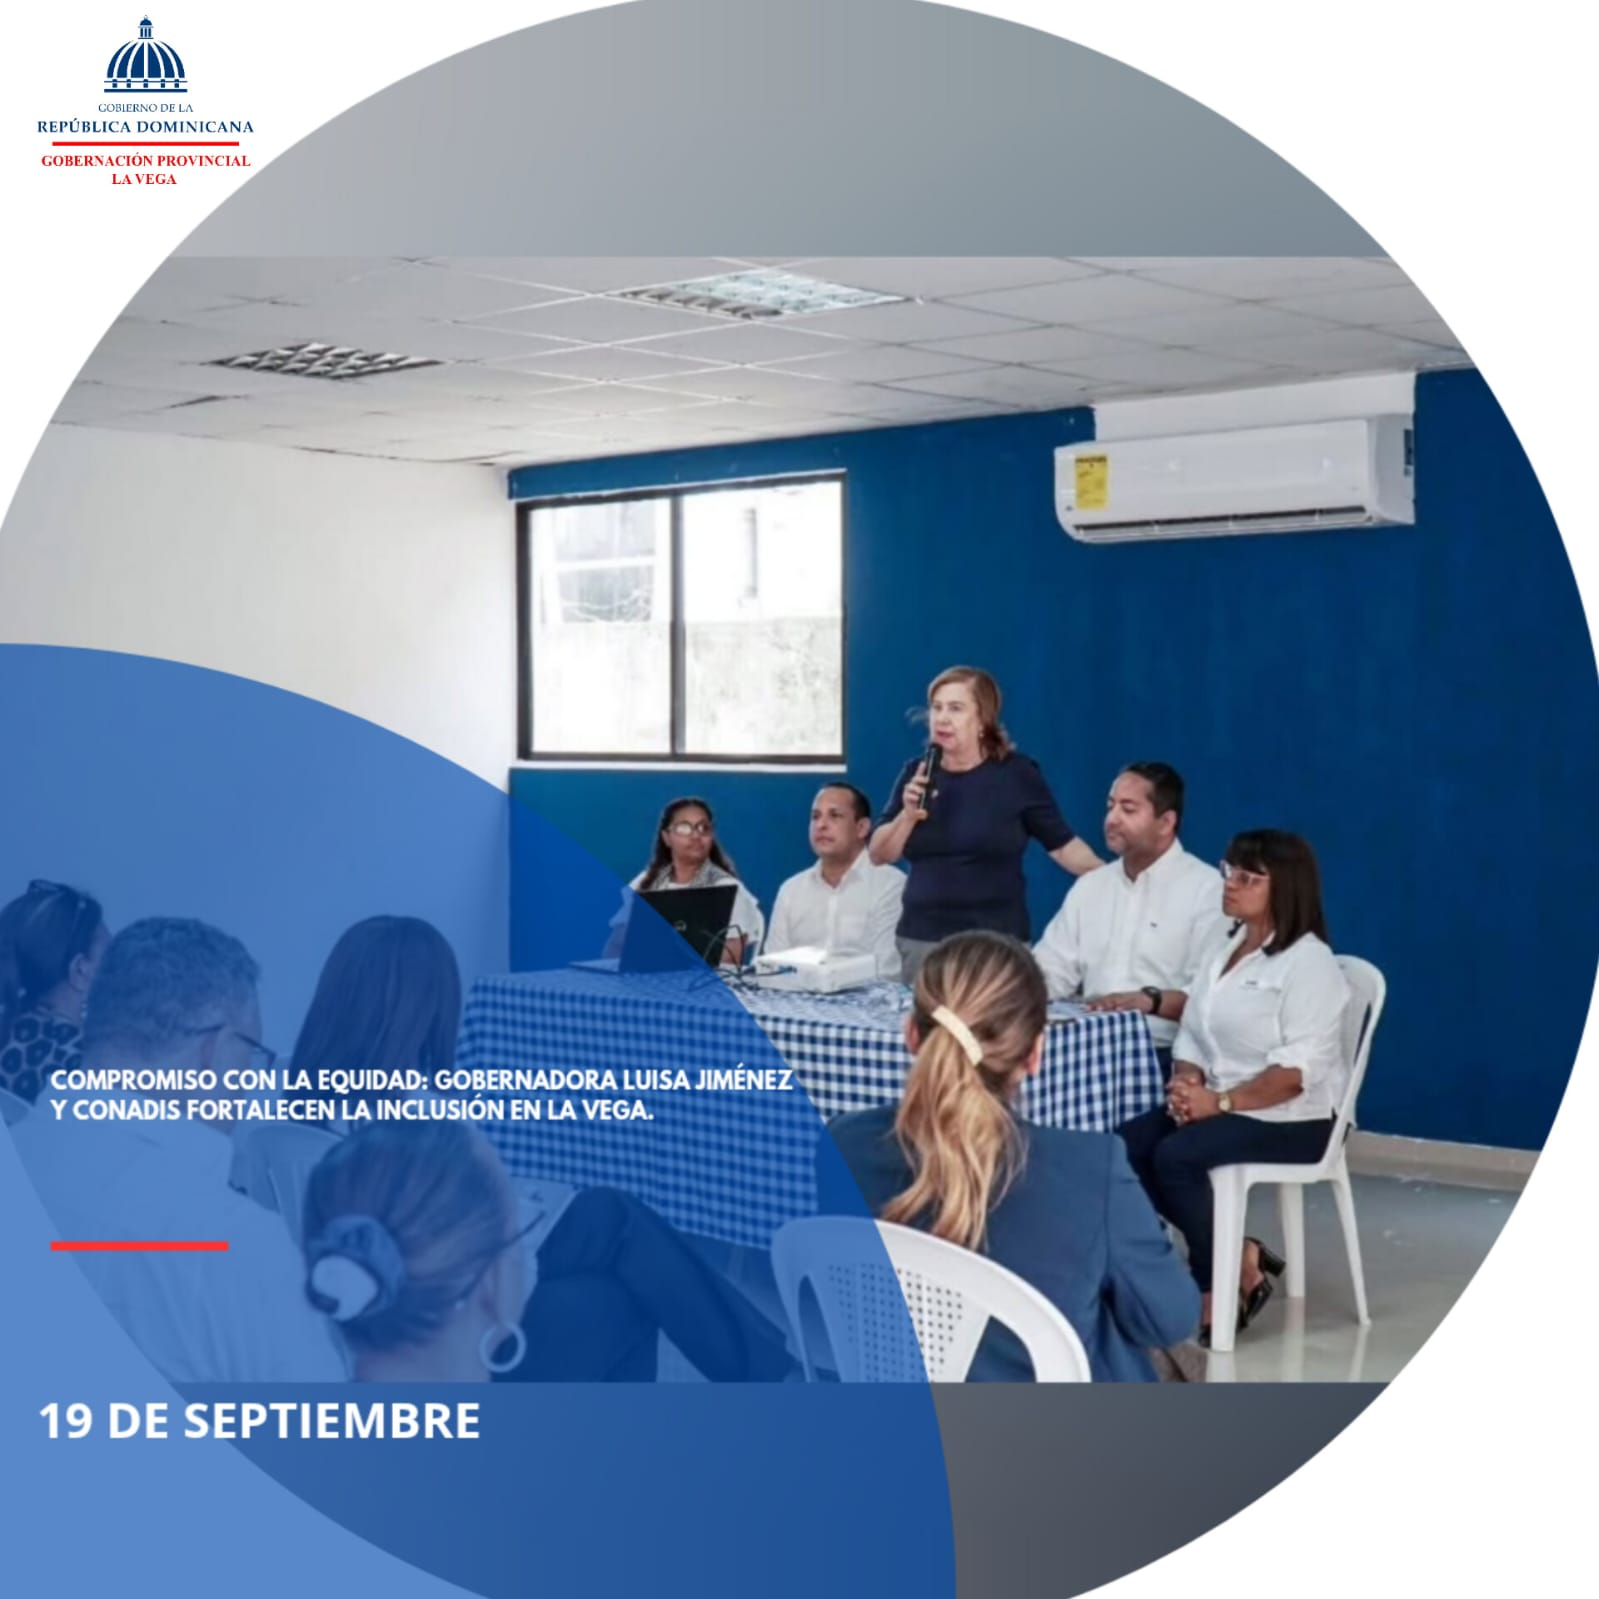 GOBIERNO DE LA
REPÚBLICA DOMINICANA
GOBERNACIÓN PROVINCIAL
LA VEGA
COMPROMISO CON LA EQUIDAD: GOBERNADORA LUISA JIMÉNEZ
Y CONADIS FORTALECEN LA INCLUSIÓN EN LA VEGA.
19 DE SEPTIEMBRE